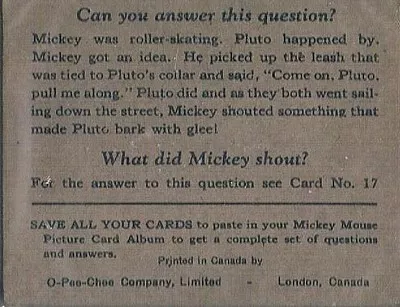 Can you answer this question?
Mickey was roller-skating. Pluto happened by.
Mickey got an idea. He picked up the leash that
was tied to Pluto's collar and said, "Come on, Pluto,
pull me along." Pluto did and as they both went sail-
ing down the street, Mickey shouted something that
made Pluto bark with glee!
What did Mickey shout?
For the answer to this question see Card No. 17
SAVE ALL YOUR CARDS to paste in your Mickey Mouse
Picture Card Album to get a complete set of questions
and answers.
Printed in Canada by
O-Pee-Chee Company, Limited - London, Canada